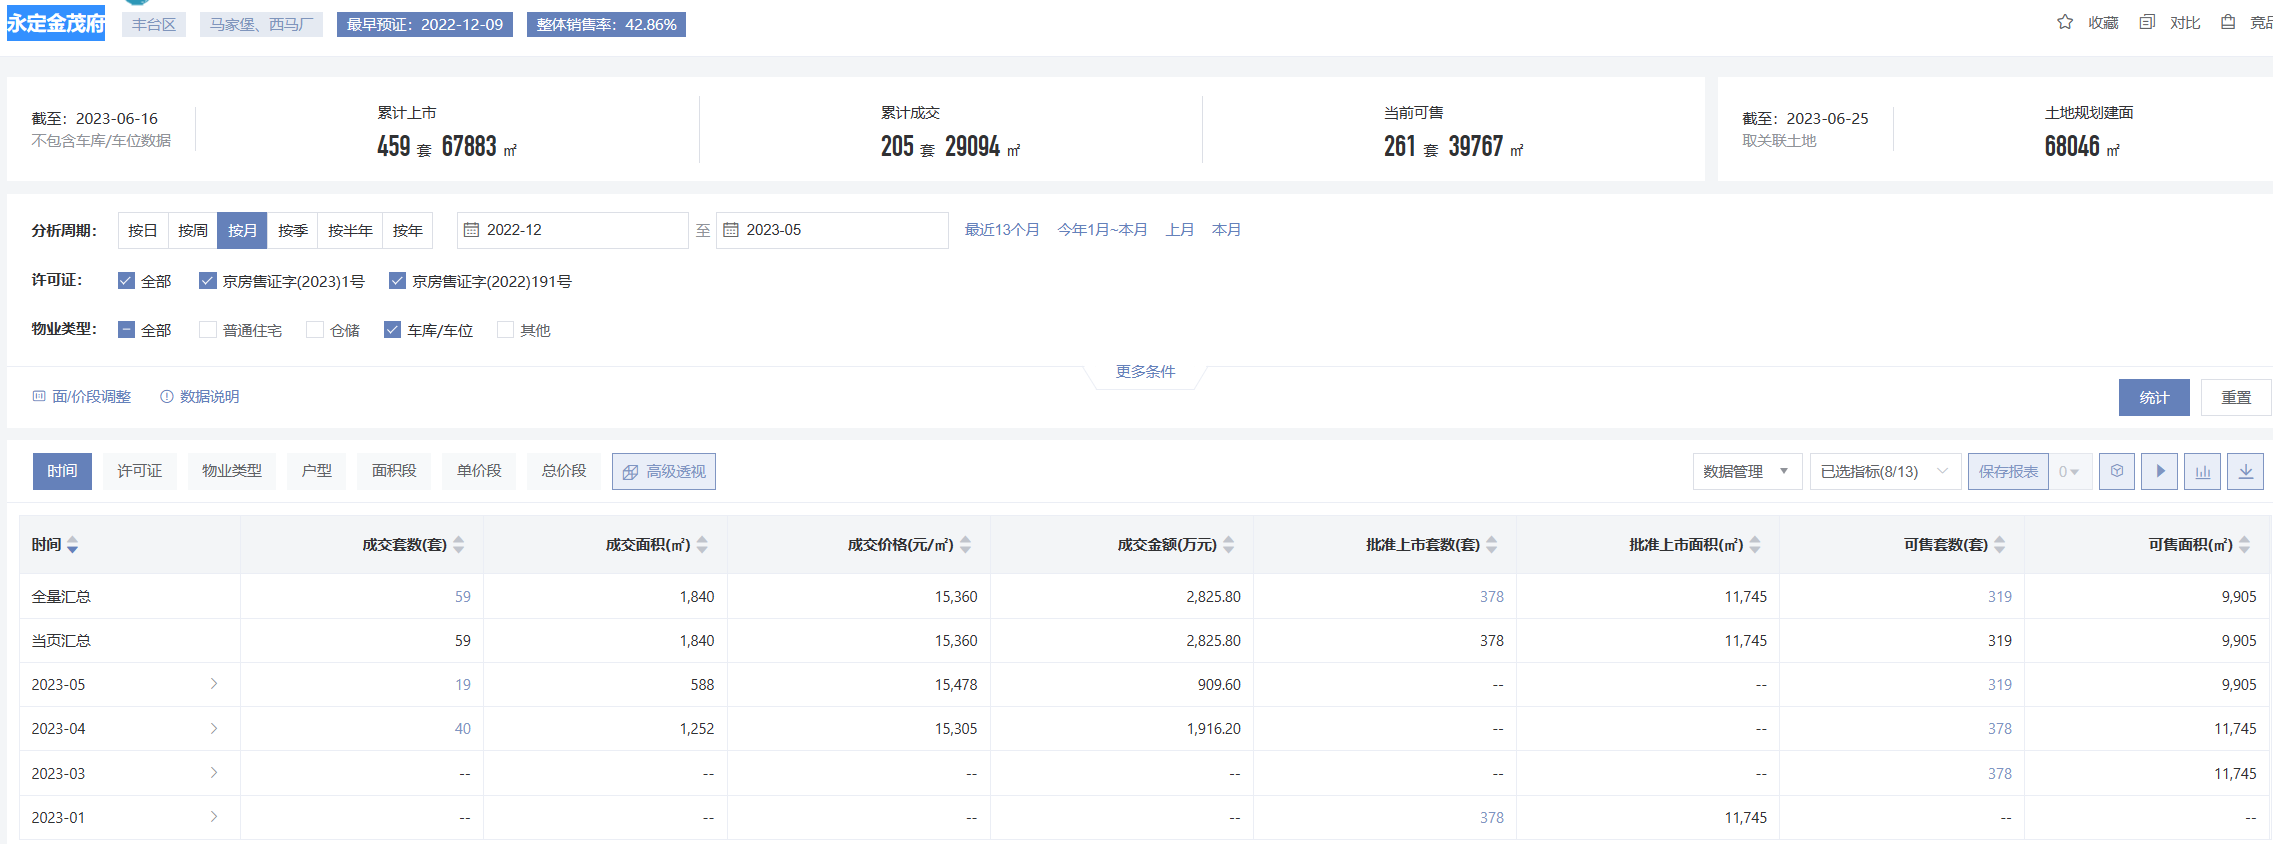 永定金茂府 丰台区 马家堡、西马厂 最早预证：2022-12-09 整体销售率：42.86% 收藏 对比
截至：2023-06-16 累计上市 累计成交 当前可售 截至：2023-06-25 土地规划建面
不包含车库/车位数据 459 套 67883 ㎡ 205 套 29094 ㎡ 261 套 39767 ㎡ 取关联土地 68046 ㎡
分析周期： 按日 按周 按月 按季 按半年 按年 2022-12 至 2023-05 最近13个月 今年1月~本月 上月 本月
许可证： 全部 京房售证字(2023)1号 京房售证字(2022)191号
物业类型： 全部 普通住宅 仓储 车库/车位 其他
更多条件
面/价段调整 数据说明 统计 重置
时间 许可证 物业类型 户型 面积段 单价段 总价段 高级透视 数据管理 已选指标(8/13) 保存报表 0
时间 成交套数(套) 成交面积(㎡) 成交价格(元/㎡) 成交金额(万元) 批准上市套数(套) 批准上市面积(㎡) 可售套数(套) 可售面积(㎡)
全量汇总 59 1,840 15,360 2,825.80 378 11,745 319 9,905
当页汇总 59 1,840 15,360 2,825.80 378 11,745 319 9,905
2023-05 19 588 15,478 909.60 -- -- 319 9,905
2023-04 40 1,252 15,305 1,916.20 -- -- 378 11,745
2023-03 -- -- -- -- -- -- 378 11,745
2023-01 -- -- -- -- 378 11,745 -- --